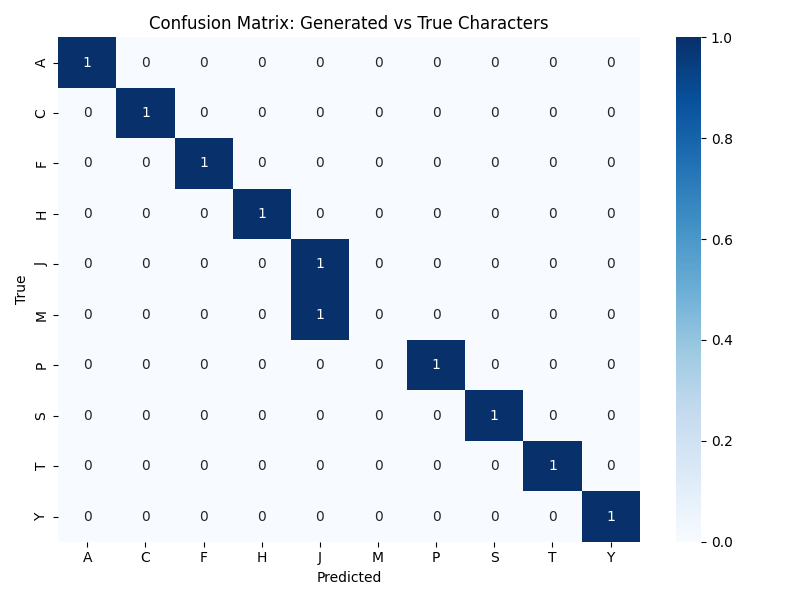 Confusion Matrix: Generated vs True Characters
A 1 0 0 0 0 0 0 0 0 0
C 0 1 0 0 0 0 0 0 0 0
F 0 0 1 0 0 0 0 0 0 0
H 0 0 0 1 0 0 0 0 0 0
J 0 0 0 0 1 0 0 0 0 0
M 0 0 0 0 1 0 0 0 0 0
P 0 0 0 0 0 0 1 0 0 0
S 0 0 0 0 0 0 0 1 0 0
T 0 0 0 0 0 0 0 0 1 0
Y 0 0 0 0 0 0 0 0 0 1
A C F H J M P S T Y
Predicted
True
1.0
0.8
0.6
0.4
0.2
0.0